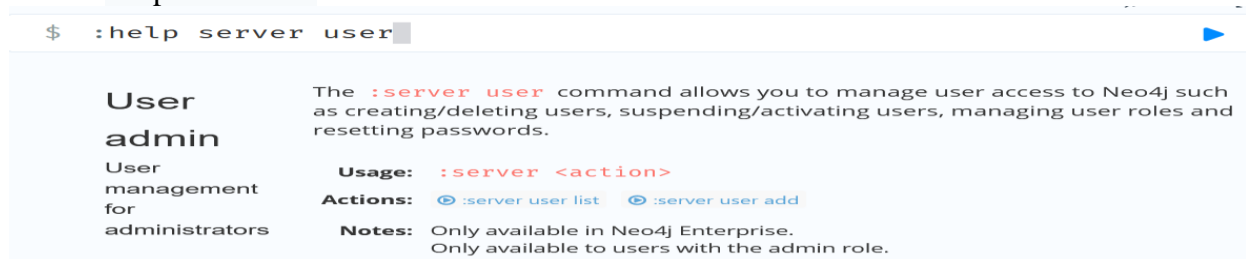 $ :help server user
User admin
User management for administrators
The :server user command allows you to manage user access to Neo4j such
as creating/deleting users, suspending/activating users, managing user roles and
resetting passwords.
Usage: :server <action>
Actions: :server user list :server user add
Notes: Only available in Neo4j Enterprise.
Only available to users with the admin role.